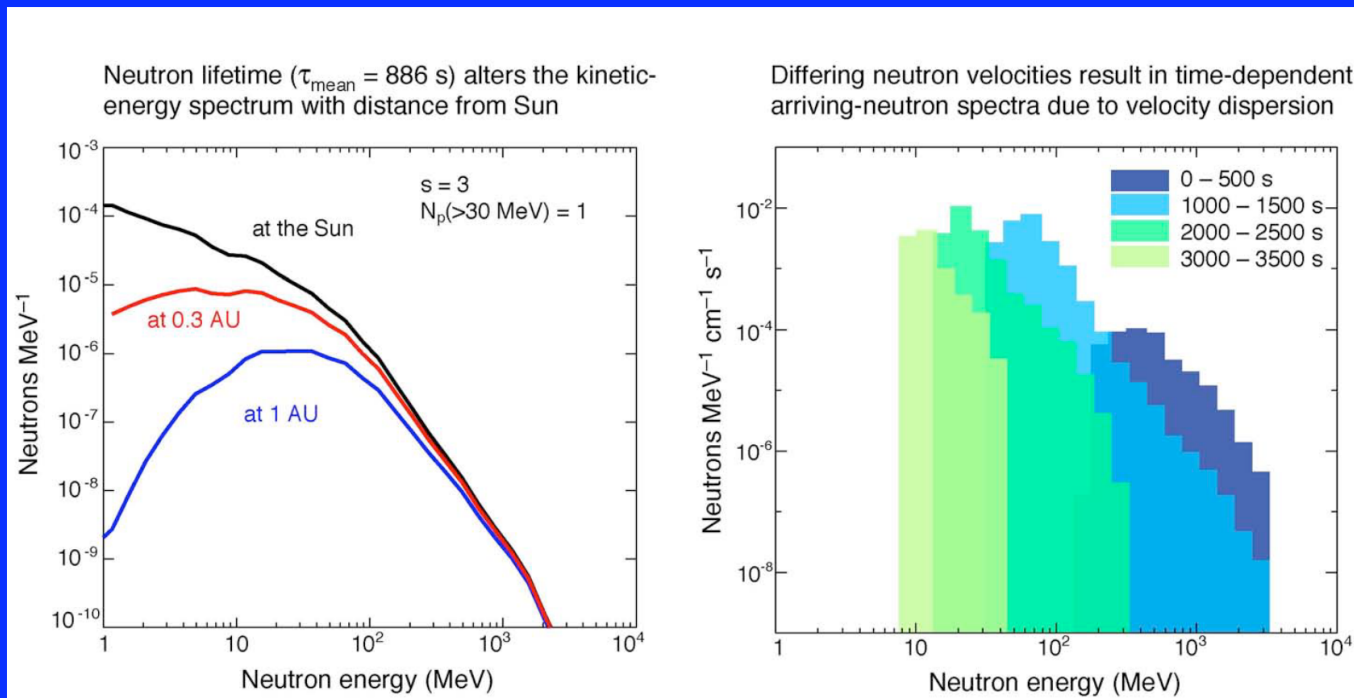 Neutron lifetime (τmean = 886 s) alters the kinetic-
energy spectrum with distance from Sun
10⁻³
10⁻⁴
10⁻⁵
10⁻⁶
10⁻⁷
10⁻⁸
10⁻⁹
10⁻¹⁰
Neutrons MeV⁻¹
s = 3
Nₚ(>30 MeV) = 1
at the Sun
at 0.3 AU
at 1 AU
1
10
10²
10³
10⁴
Neutron energy (MeV)
Differing neutron velocities result in time-dependent
arriving-neutron spectra due to velocity dispersion
10⁻²
10⁻⁴
10⁻⁶
10⁻⁸
Neutrons MeV⁻¹ cm⁻¹ s⁻¹
0 – 500 s
1000 – 1500 s
2000 – 2500 s
3000 – 3500 s
1
10
10²
10³
10⁴
Neutron energy (MeV)